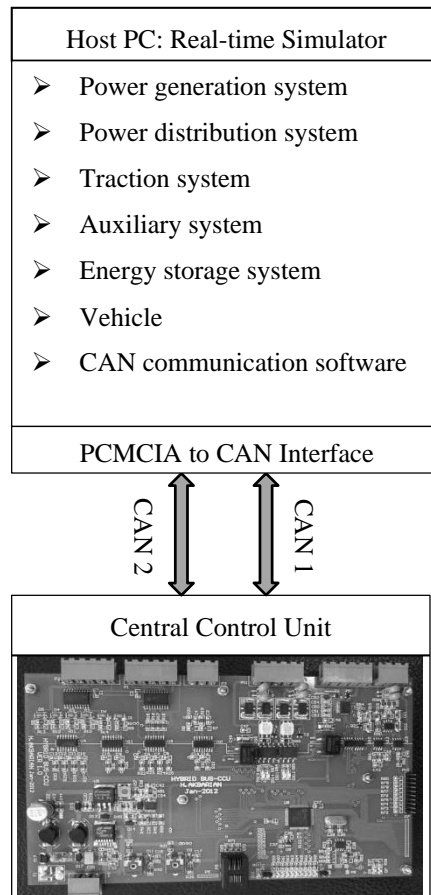 Host PC: Real-time Simulator
➢ Power generation system
➢ Power distribution system
➢ Traction system
➢ Auxiliary system
➢ Energy storage system
➢ Vehicle
➢ CAN communication software
PCMCIA to CAN Interface
CAN 2
CAN 1
Central Control Unit
HYBRID BUS-CCU
H.AKBARIAN
Jan-2012